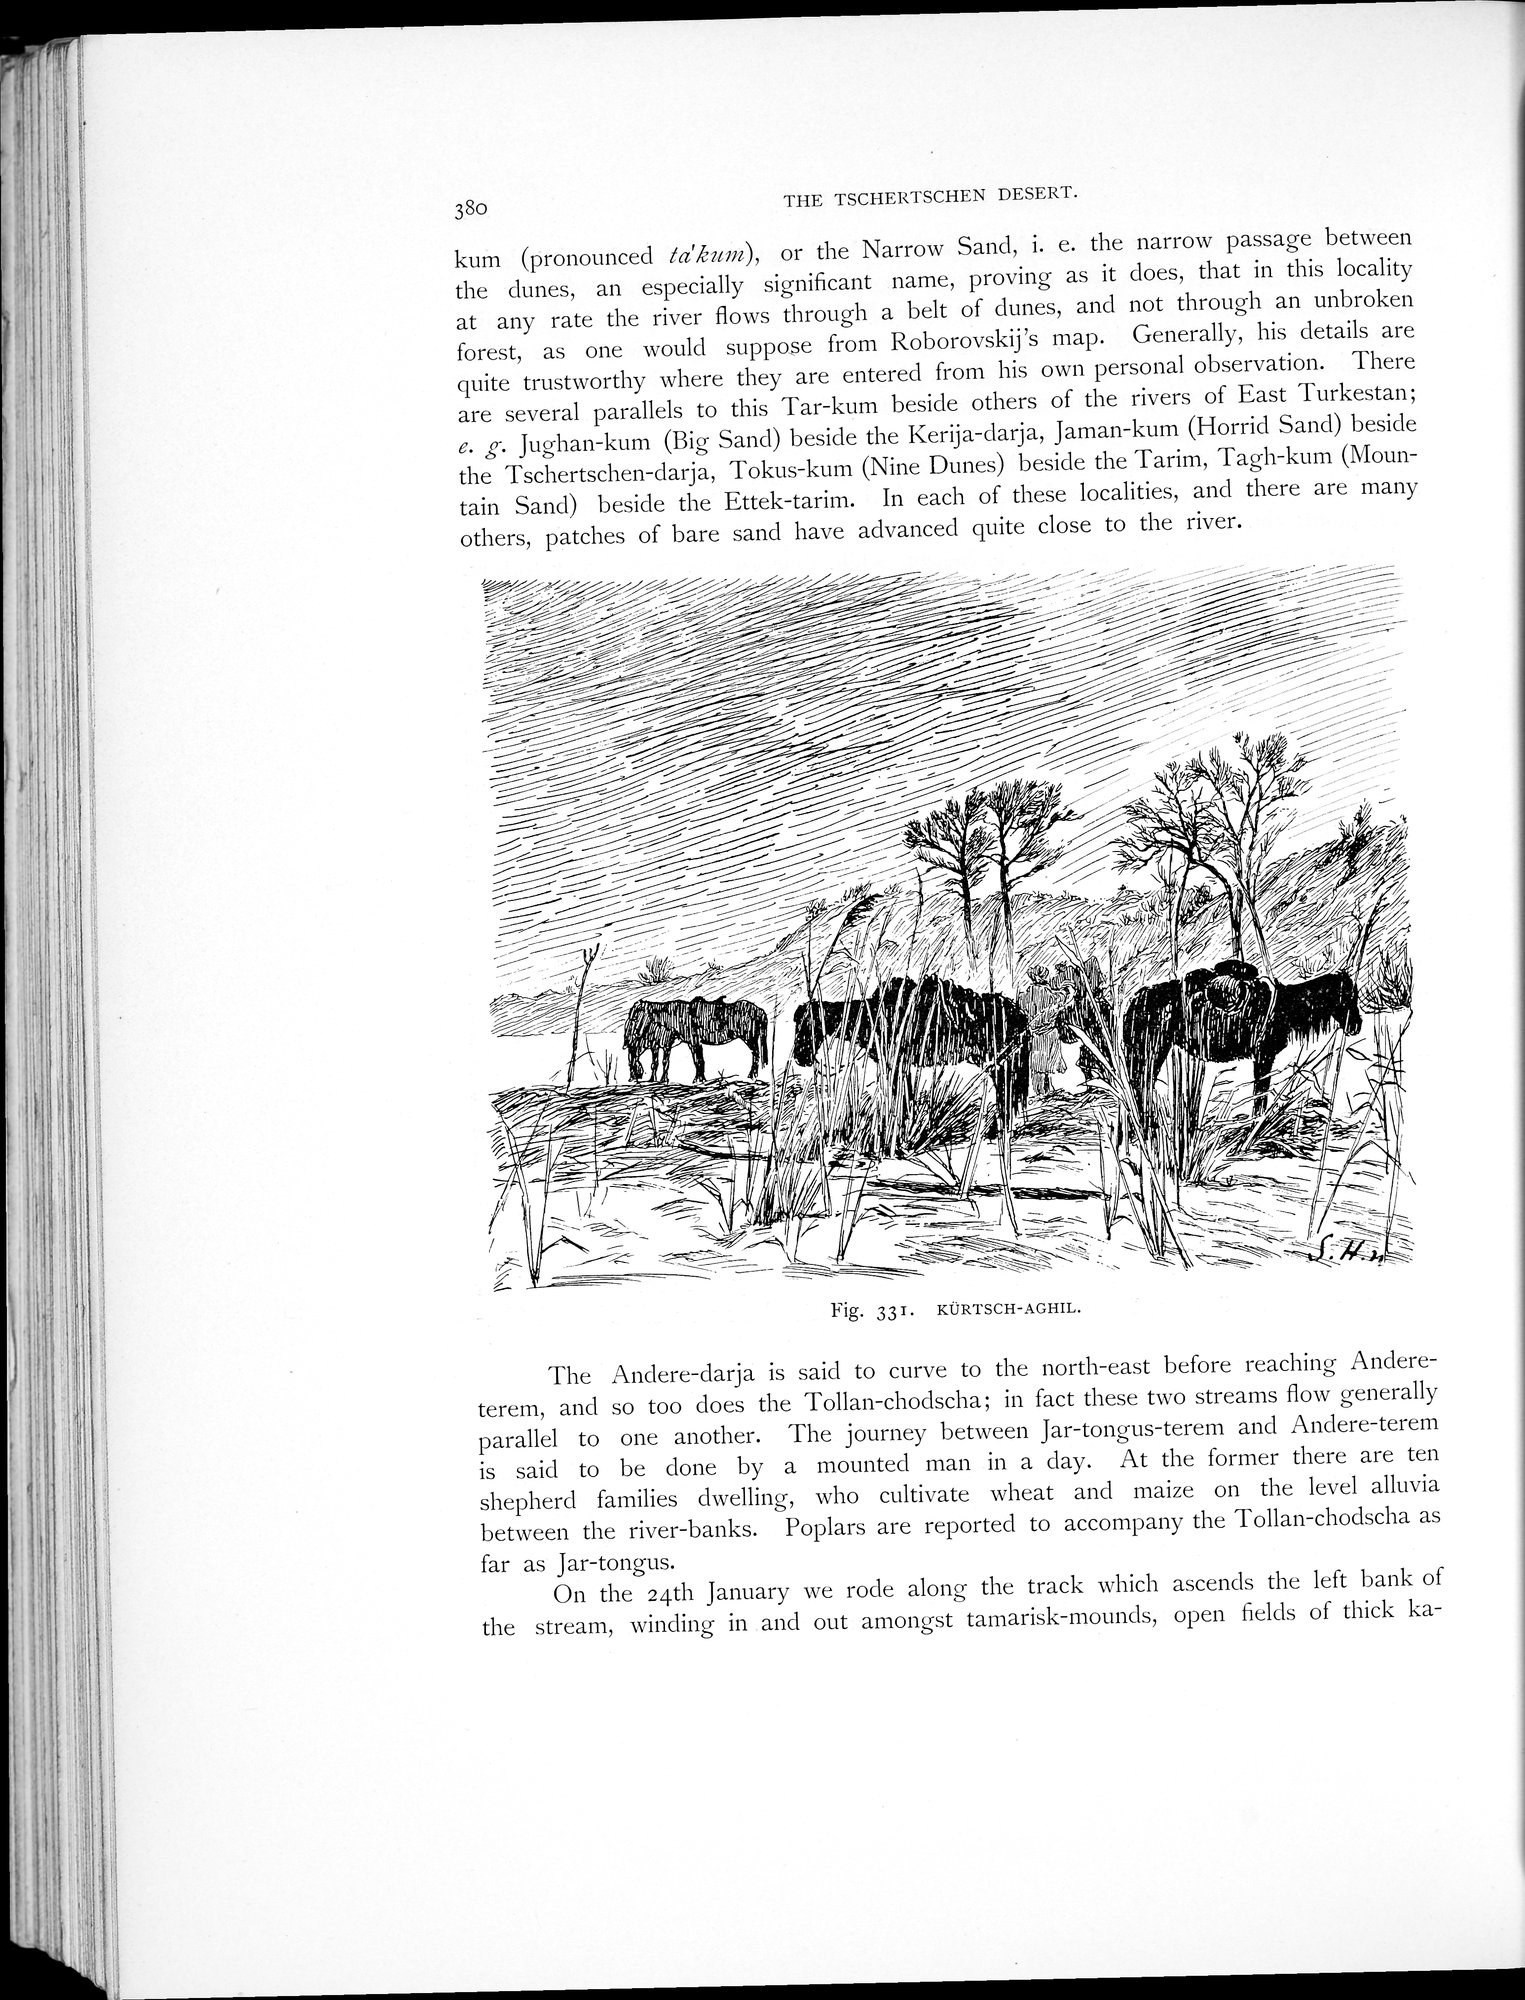 380
THE TSCHERTSCHEN DESERT.
kum (pronounced ta'kum), or the Narrow Sand, i. e. the narrow passage between
the dunes, an especially significant name, proving as it does, that in this locality
at any rate the river flows through a belt of dunes, and not through an unbroken
forest, as one would suppose from Roborovskij's map. Generally, his details are
quite trustworthy where they are entered from his own personal observation. There
are several parallels to this Tar-kum beside others of the rivers of East Turkestan;
e. g. Jughan-kum (Big Sand) beside the Kerija-darja, Jaman-kum (Horrid Sand) beside
the Tschertschen-darja, Tokus-kum (Nine Dunes) beside the Tarim, Tagh-kum (Moun-
tain Sand) beside the Ettek-tarim. In each of these localities, and there are many
others, patches of bare sand have advanced quite close to the river.
S. H.n
Fig. 331. KÜRTSCH-AGHIL.
The Andere-darja is said to curve to the north-east before reaching Andere-
terem, and so too does the Tollan-chodscha; in fact these two streams flow generally
parallel to one another. The journey between Jar-tongus-terem and Andere-terem
is said to be done by a mounted man in a day. At the former there are ten
shepherd families dwelling, who cultivate wheat and maize on the level alluvia
between the river-banks. Poplars are reported to accompany the Tollan-chodscha as
far as Jar-tongus.
On the 24th January we rode along the track which ascends the left bank of
the stream, winding in and out amongst tamarisk-mounds, open fields of thick ka-